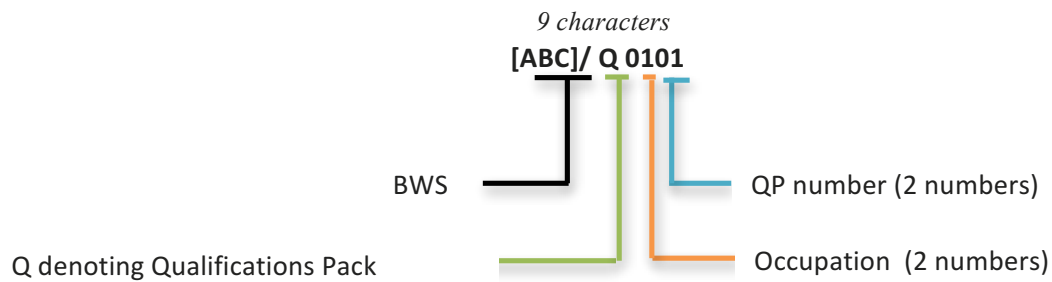 9 characters
[ABC]/ Q 0101
BWS
QP number (2 numbers)
Q denoting Qualifications Pack
Occupation (2 numbers)